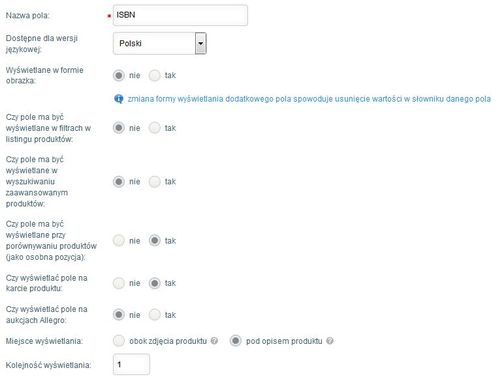 Nazwa pola: * ISBN
Dostępne dla wersji
językowej: Polski
Wyświetlane w formie
obrazka: nie tak
zmiana formy wyświetlania dodatkowego pola spowoduje usunięcie wartości w słowniku danego pola
Czy pole ma być
wyświetlane w filtrach w
listingu produktów: nie tak
Czy pole ma być
wyświetlane w
wyszukiwaniu
zaawansowanym
produktów: nie tak
Czy pole ma być
wyświetlane przy
porównywaniu produktów
(jako osobna pozycja): nie tak
Czy wyświetlać pole na
karcie produktu: nie tak
Czy wyświetlać pole na
aukcjach Allegro: nie tak
Miejsce wyświetlania: obok zdjęcia produktu ? pod opisem produktu ?
Kolejność wyświetlania: 1